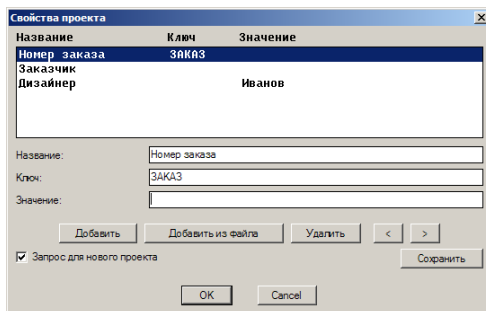 Свойства проекта
Название Ключ Значение
Номер заказа ЗАКАЗ
Заказчик
Дизайнер Иванов
Название: Номер заказа
Ключ: ЗАКАЗ
Значение:
Добавить Добавить из файла Удалить < >
Запрос для нового проекта Сохранить
OK Cancel